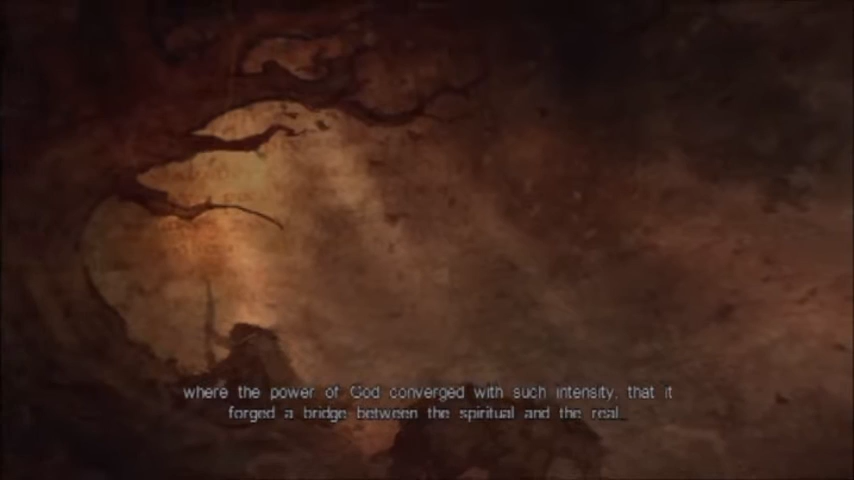 where the power of God converged with such intensity, that it
forged a bridge between the spiritual and the real...